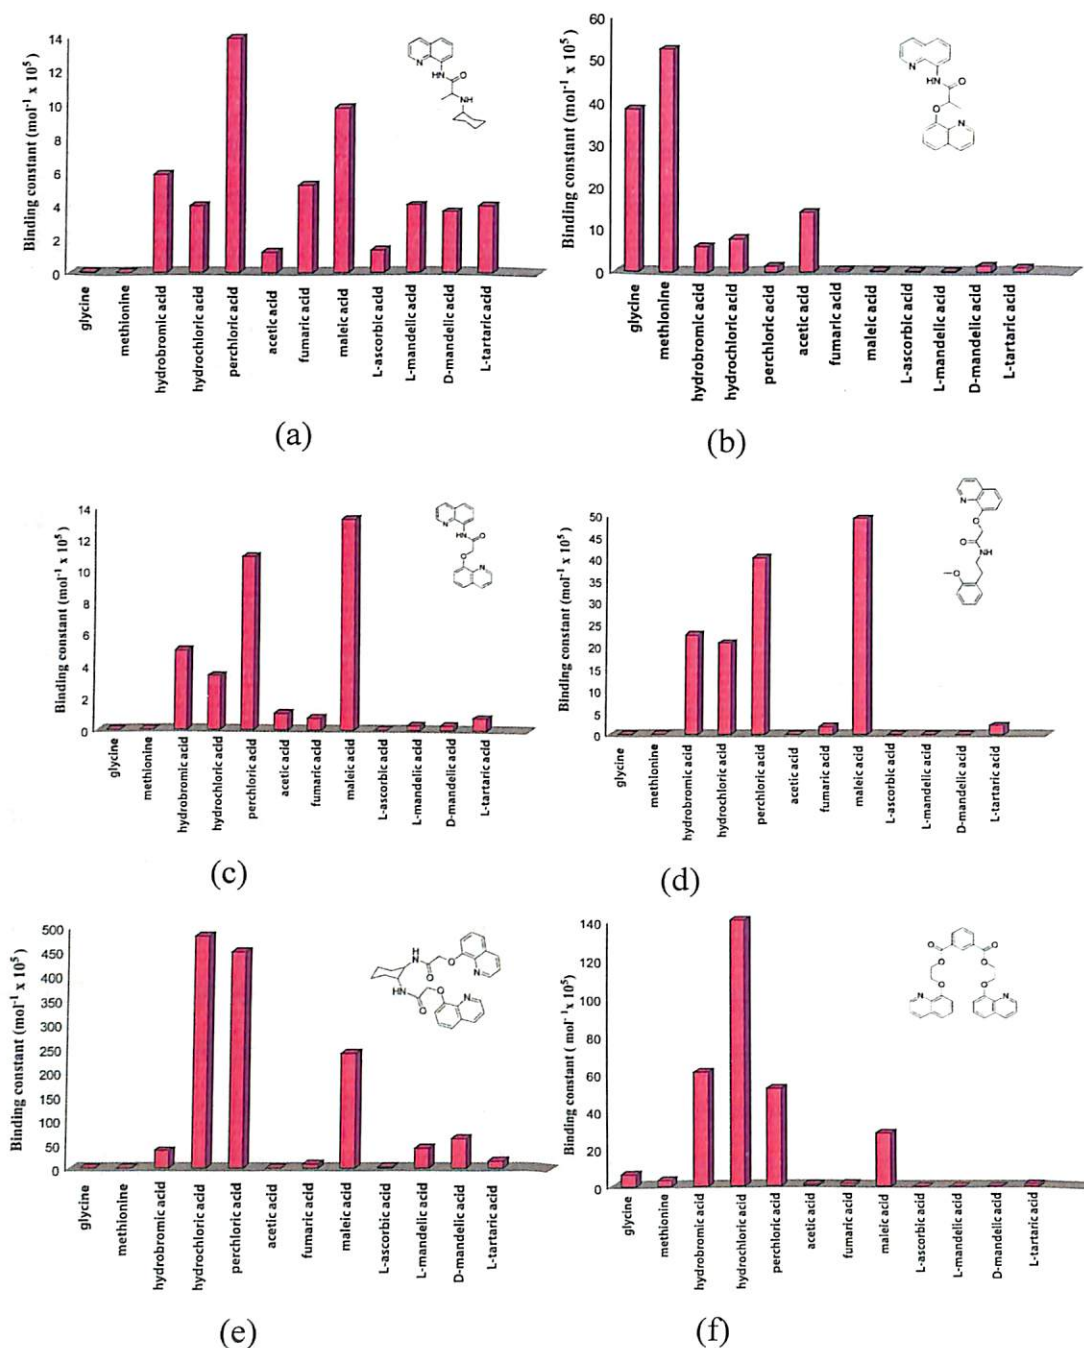 Binding constant (mol⁻¹ x 10⁵)
14
12
10
8
6
4
2
0
glycine
methionine
hydrobromic acid
hydrochloric acid
perchloric acid
acetic acid
fumaric acid
maleic acid
L-ascorbic acid
L-mandelic acid
D-mandelic acid
L-tartaric acid
N
HN
O
NH
(a)
Binding constant (mol⁻¹ x 10⁵)
60
50
40
30
20
10
0
glycine
methionine
hydrobromic acid
hydrochloric acid
perchloric acid
acetic acid
fumaric acid
maleic acid
L-ascorbic acid
L-mandelic acid
D-mandelic acid
L-tartaric acid
N
HN
O
O
N
(b)
Binding constant (mol⁻¹ x 10⁵)
14
12
10
8
6
4
2
0
glycine
methionine
hydrobromic acid
hydrochloric acid
perchloric acid
acetic acid
fumaric acid
maleic acid
L-ascorbic acid
L-mandelic acid
D-mandelic acid
L-tartaric acid
N
HN
O
O
N
(c)
Binding constant (mol⁻¹ x 10⁵)
50
45
40
35
30
25
20
15
10
5
0
glycine
methionine
hydrobromic acid
hydrochloric acid
perchloric acid
acetic acid
fumaric acid
maleic acid
L-ascorbic acid
L-mandelic acid
D-mandelic acid
L-tartaric acid
N
O
O
NH
O
(d)
Binding constant (mol⁻¹ x 10⁵)
500
450
400
350
300
250
200
150
100
50
0
glycine
methionine
hydrobromic acid
hydrochloric acid
perchloric acid
acetic acid
fumaric acid
maleic acid
L-ascorbic acid
L-mandelic acid
D-mandelic acid
L-tartaric acid
H
N
O
O
N
NH
O
O
N
(e)
Binding constant ( mol⁻¹ x 10⁵)
140
120
100
80
60
40
20
0
glycine
methionine
hydrobromic acid
hydrochloric acid
perchloric acid
acetic acid
fumaric acid
maleic acid
L-ascorbic acid
L-mandelic acid
D-mandelic acid
L-tartaric acid
O
O
O
O
O
O
N
N
(f)